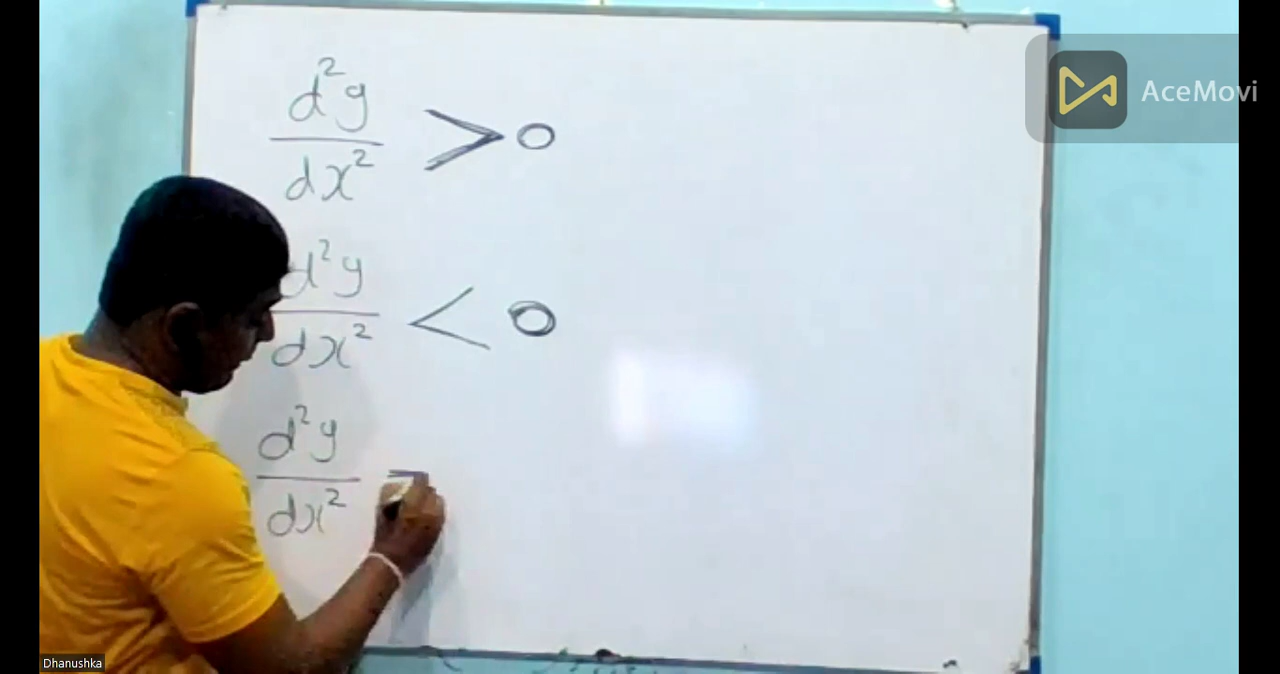 d²y/dx² > 0
d²y/dx² < 0
d²y/dx² =
AceMovi
Dhanushka